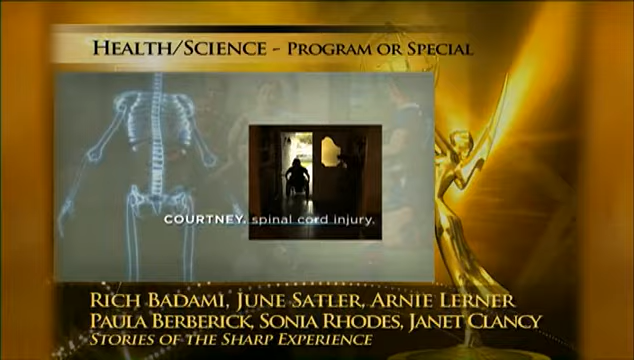 HEALTH/SCIENCE - PROGRAM OR SPECIAL
COURTNEY. spinal cord injury.
RICH BADAMI, JUNE SATLER, ARNIE LERNER
PAULA BERBERICK, SONIA RHODES, JANET CLANCY
STORIES OF THE SHARP EXPERIENCE